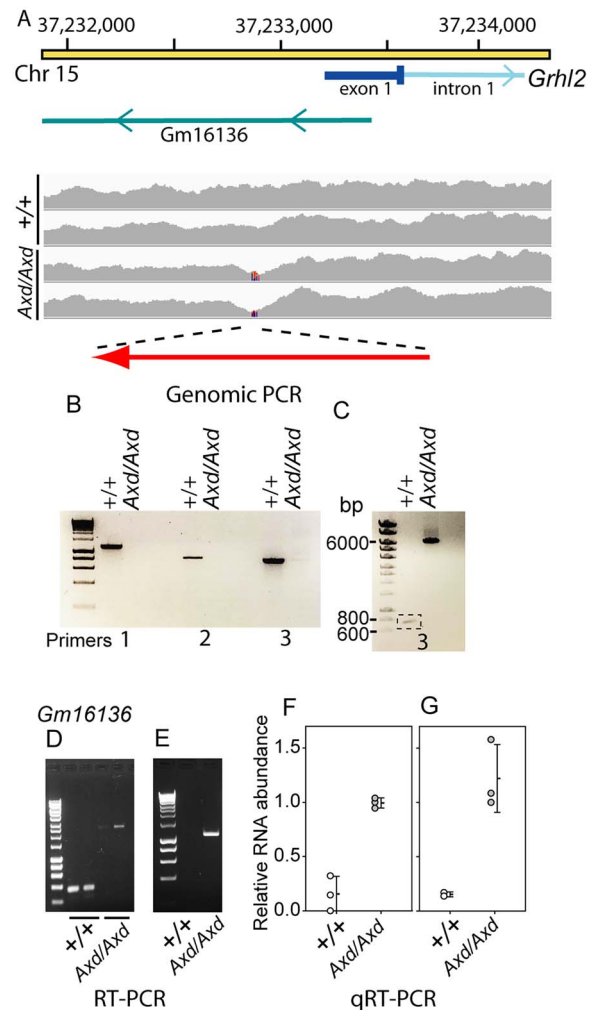 A
37,232,000 37,233,000 37,234,000
Chr 15
exon 1 intron 1 Grhl2
Gm16136
+/+
Axd/Axd
Genomic PCR
B C
+/+ Axd/Axd +/+ Axd/Axd +/+ Axd/Axd
+/+ Axd/Axd
bp
6000
800
600
Primers 1 2 3
3
Gm16136
D E F G
Relative RNA abundance
1.5
1.0
0.5
0.0
+/+ Axd/Axd
+/+ Axd/Axd
+/+ Axd/Axd
+/+ Axd/Axd
RT-PCR qRT-PCR